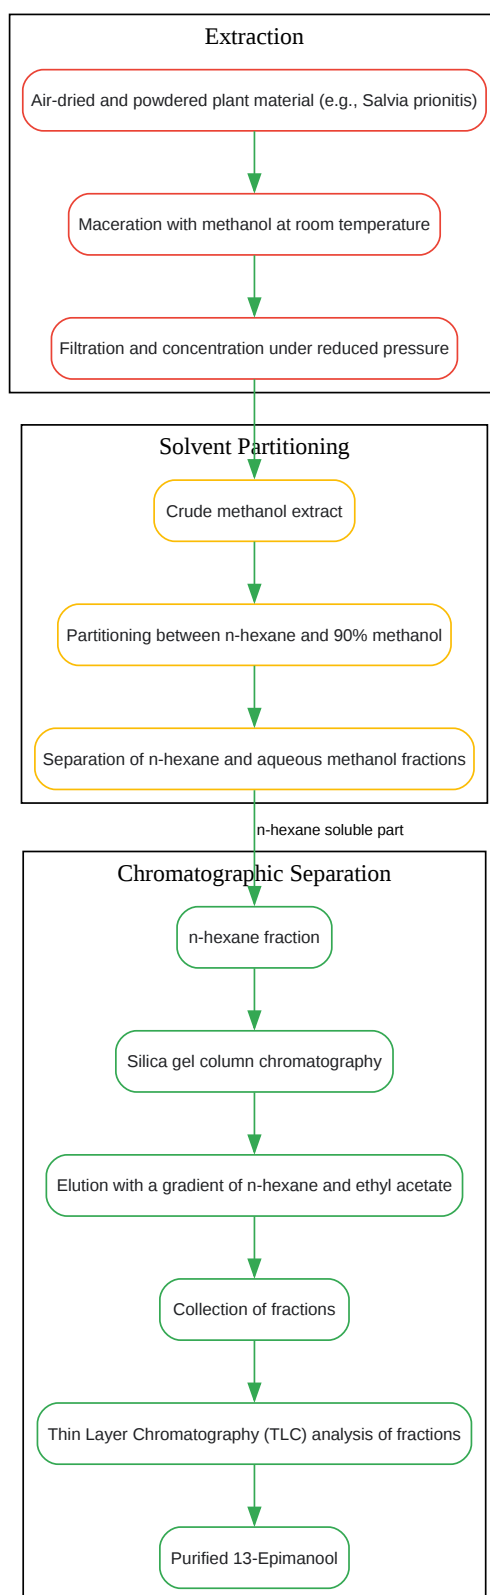 Extraction
Air-dried and powdered plant material (e.g., Salvia prionitis)
Maceration with methanol at room temperature
Filtration and concentration under reduced pressure
Solvent Partitioning
Crude methanol extract
Partitioning between n-hexane and 90% methanol
Separation of n-hexane and aqueous methanol fractions
n-hexane soluble part
Chromatographic Separation
n-hexane fraction
Silica gel column chromatography
Elution with a gradient of n-hexane and ethyl acetate
Collection of fractions
Thin Layer Chromatography (TLC) analysis of fractions
Purified 13-Epimanool